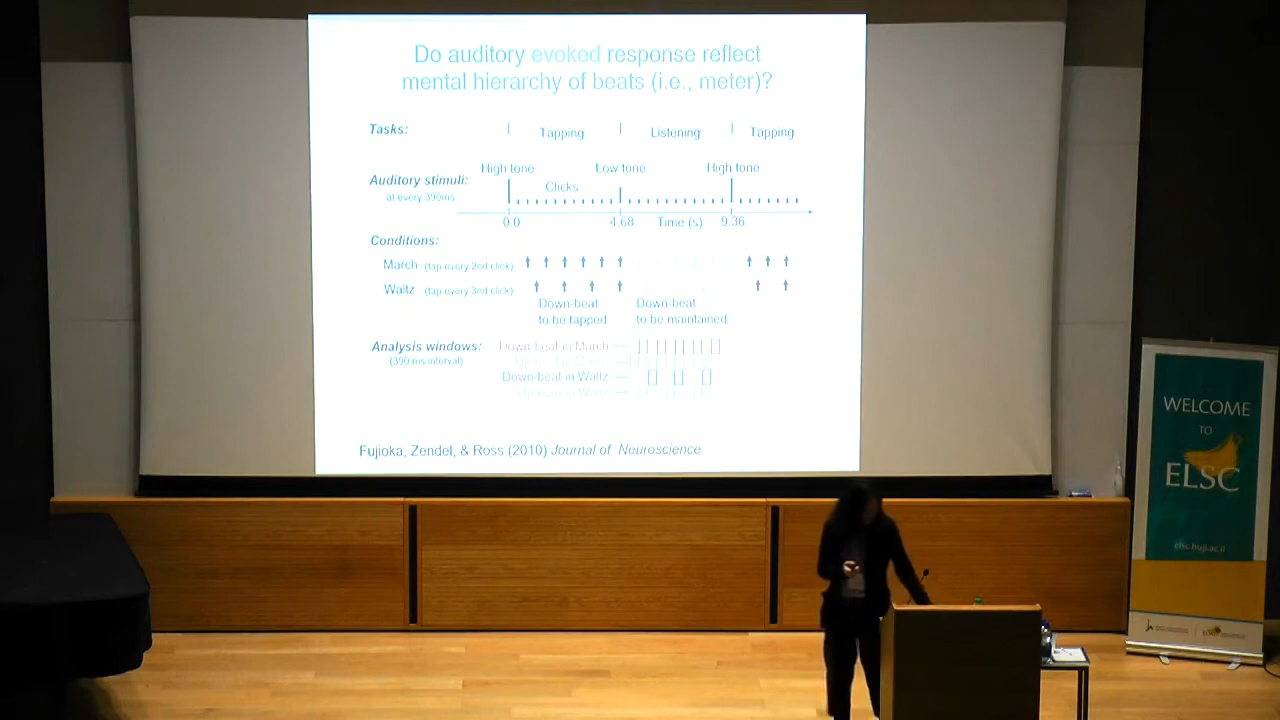 Do auditory evoked response reflect
mental hierarchy of beats (i.e., meter)?
Tasks: Tapping Listening Tapping
High tone Low tone High tone
Auditory stimuli: Clicks
at every 390ms
0.0 4.68 Time (s) 9.36
Conditions:
March (tap every 2nd click)
Waltz (tap every 3rd click)
Down-beat Down-beat
to be tapped to be maintained
Analysis windows: Down-beat in March
(390 ms interval)
Down-beat in Waltz
Fujioka, Zendel, & Ross (2010) Journal of Neuroscience
WELCOME
TO
ELSC
elsc.huji.ac.il